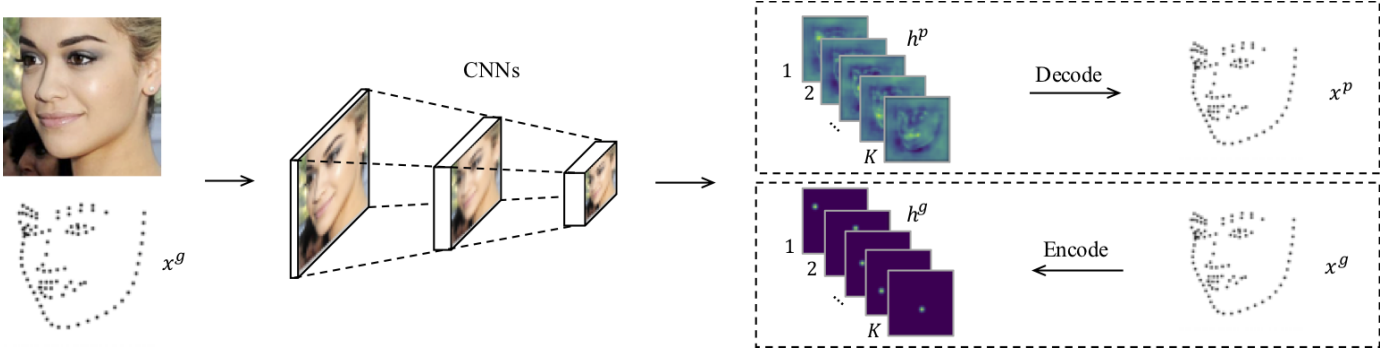 x^g
CNNs
1
2
...
K
h^p
Decode
x^p
1
2
...
K
h^g
Encode
x^g